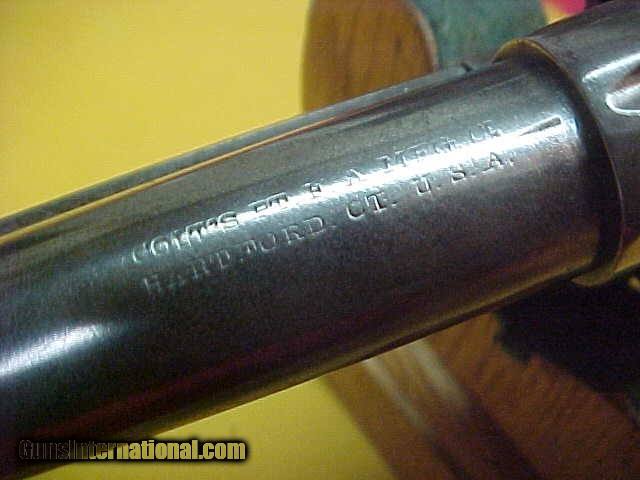 COLT'S PT F A MFG Co
HARTFORD. CT. U.S.A.
GunsInternational.com